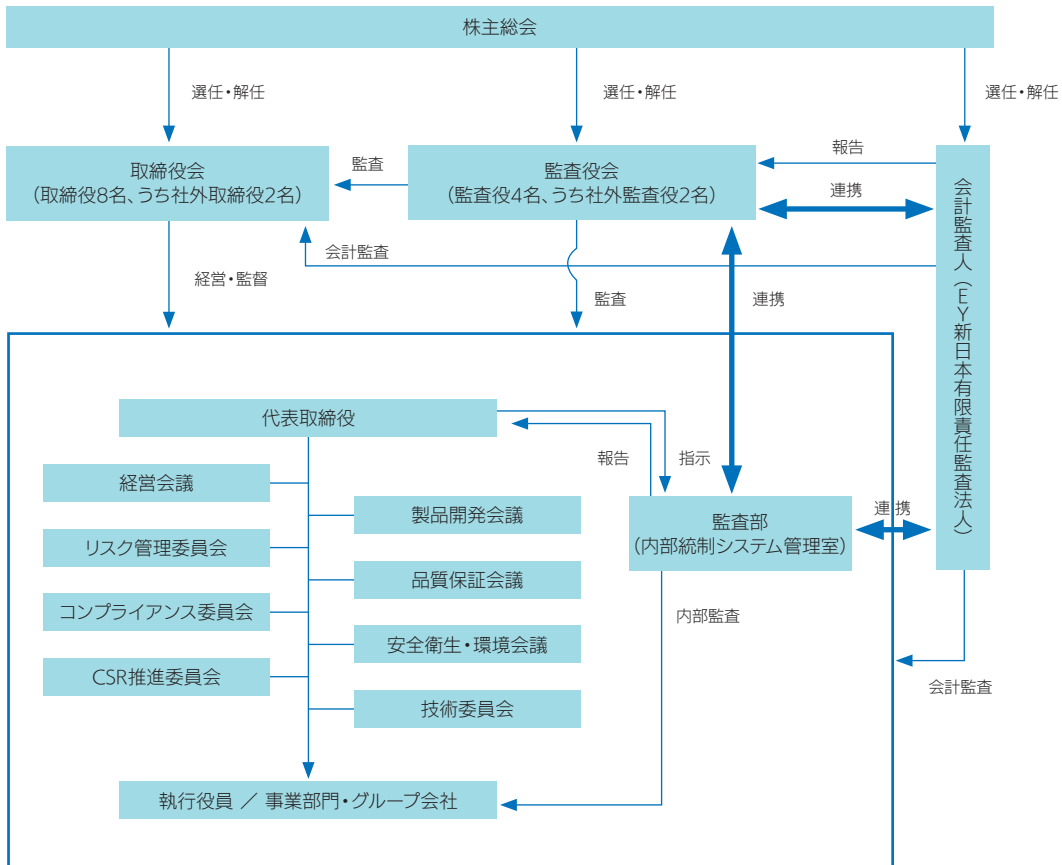 株主総会
選任・解任
選任・解任
選任・解任
取締役会
(取締役8名、うち社外取締役2名)
監査
監査役会
(監査役4名、うち社外監査役2名)
報告
連携
会計監査人(EY新日本有限責任監査法人)
会計監査
経営・監督
監査
連携
代表取締役
報告
指示
経営会議
製品開発会議
リスク管理委員会
品質保証会議
コンプライアンス委員会
安全衛生・環境会議
CSR推進委員会
技術委員会
監査部
(内部統制システム管理室)
連携
内部監査
会計監査
執行役員 ／ 事業部門・グループ会社